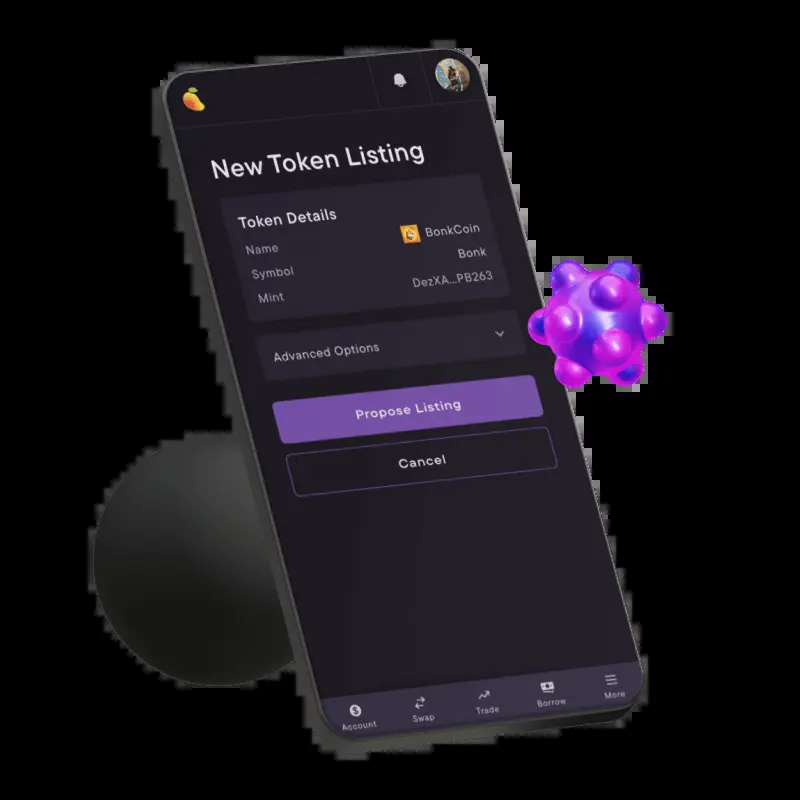 New Token Listing
Token Details
Name BonkCoin
Symbol Bonk
Mint DezXA...PB263
Advanced Options
Propose Listing
Cancel
Account Swap Trade Borrow More